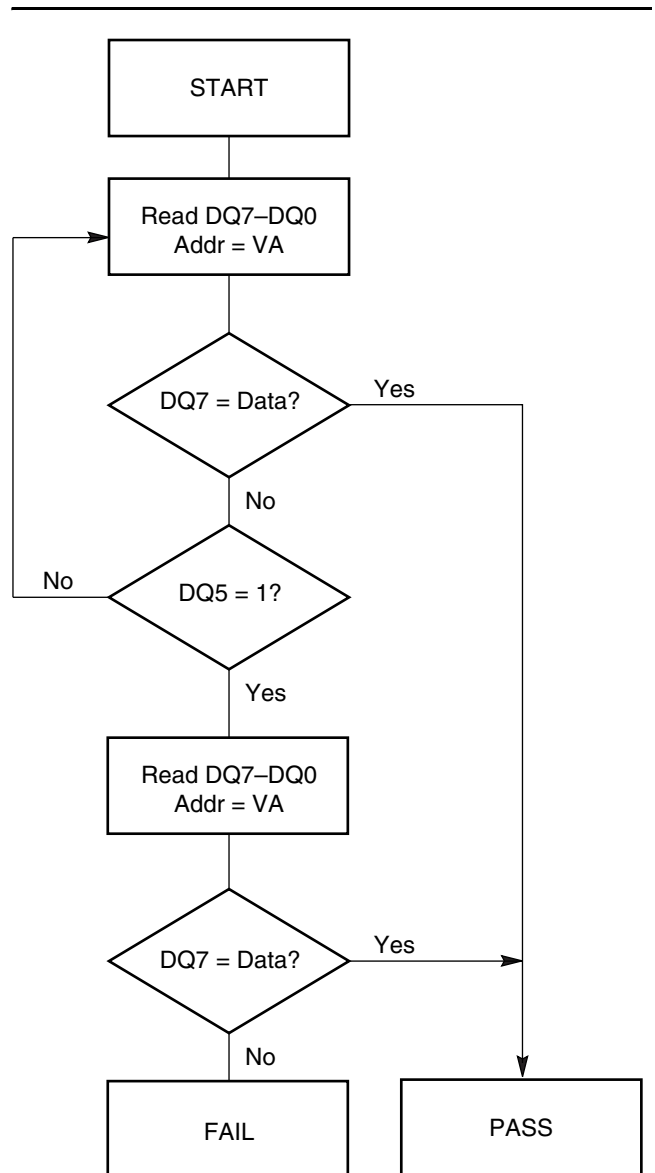 START
Read DQ7–DQ0
Addr = VA
DQ7 = Data?
Yes
No
No
DQ5 = 1?
Yes
Read DQ7–DQ0
Addr = VA
DQ7 = Data?
Yes
No
FAIL
PASS